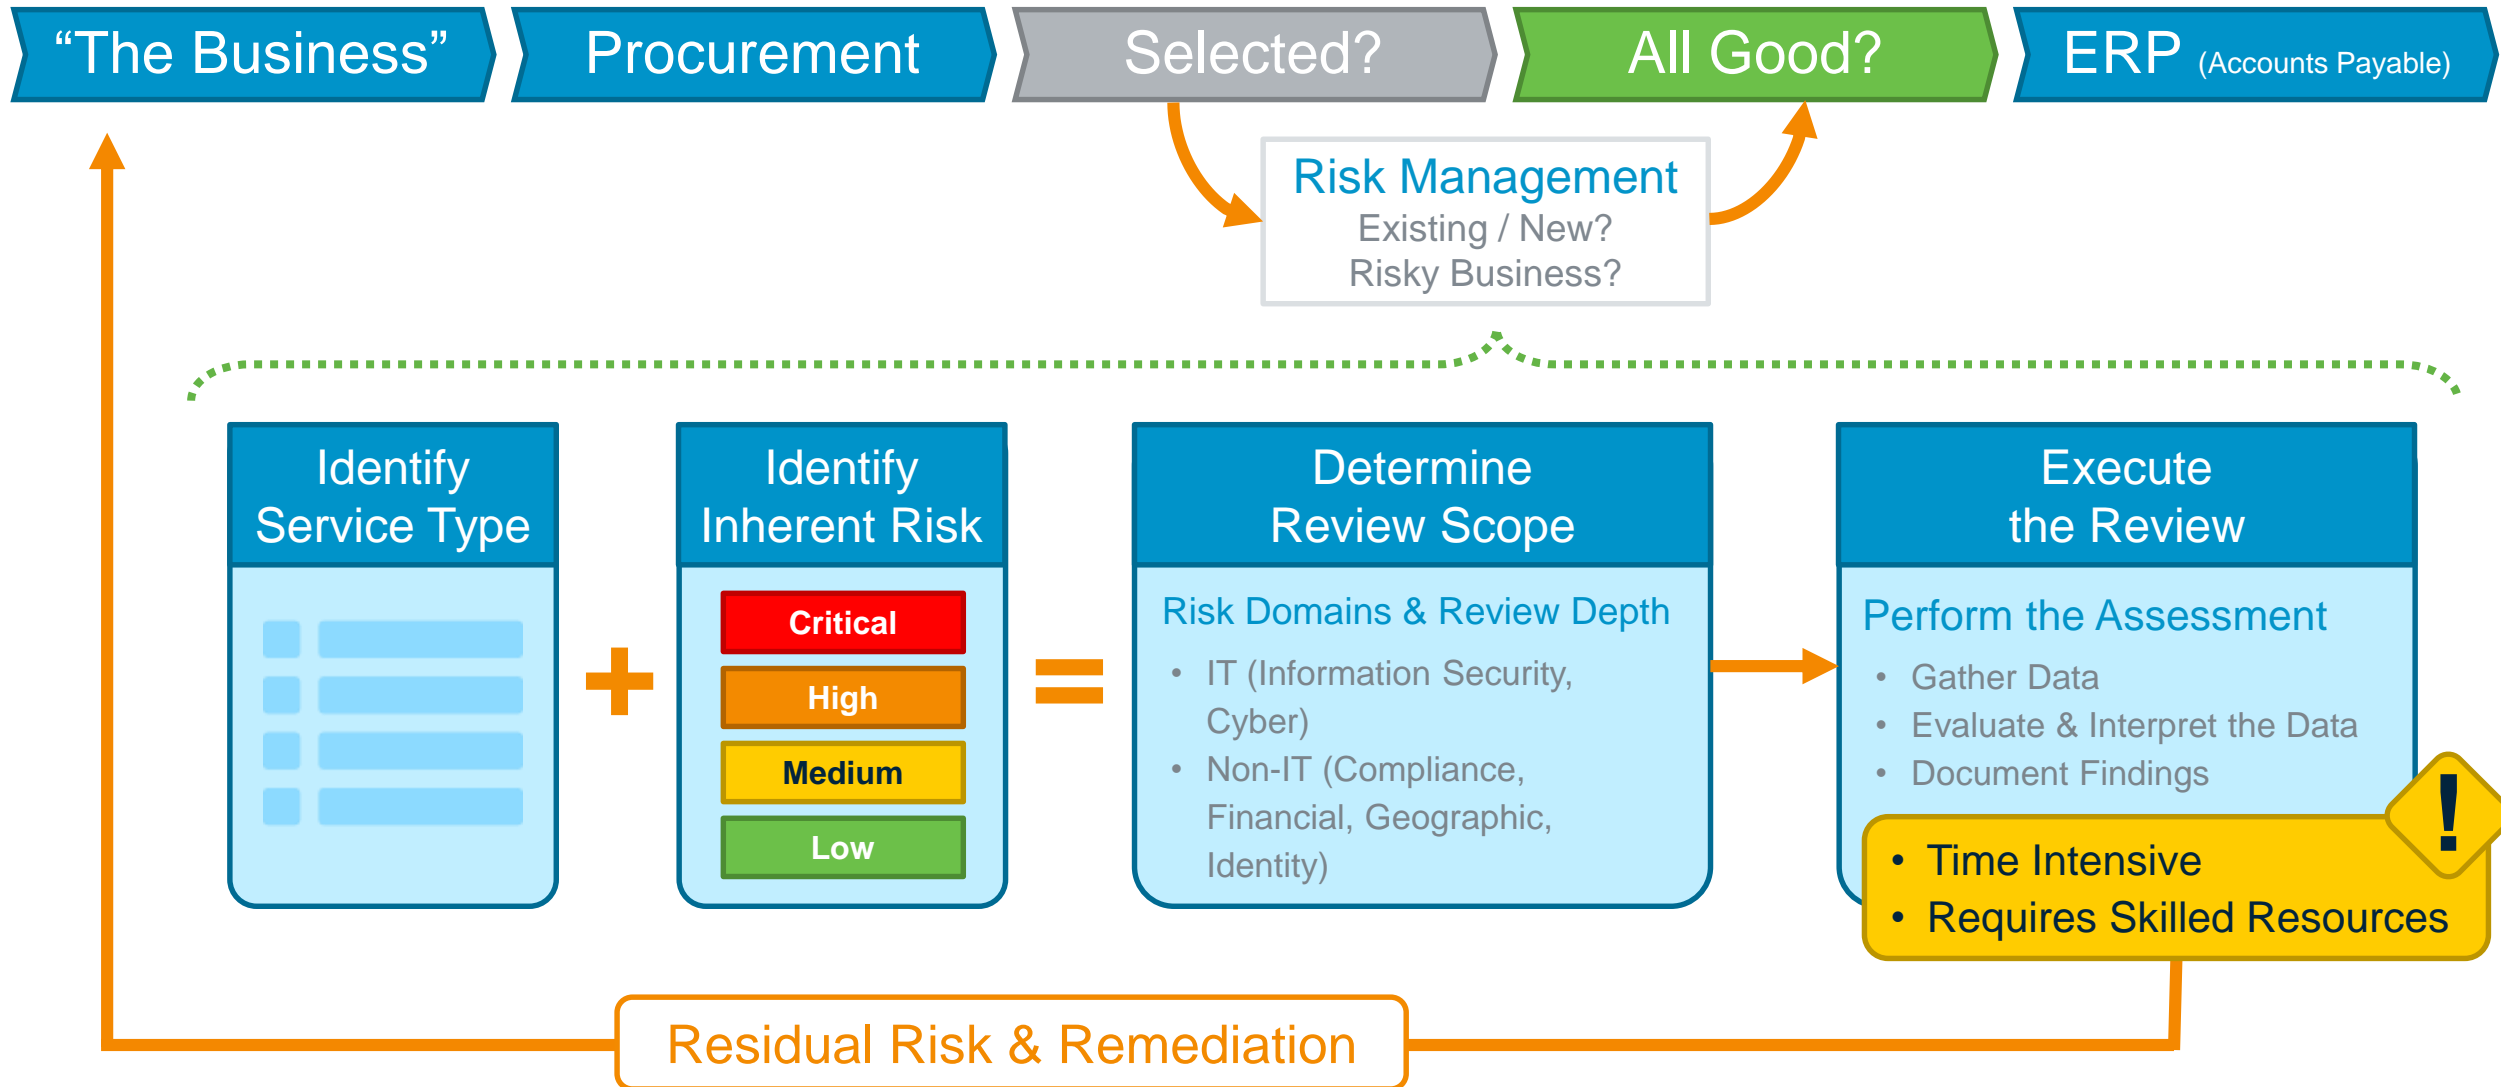 “The Business”
Procurement
Selected?
All Good?
ERP (Accounts Payable)
Risk Management
Existing / New?
Risky Business?
Identify
Service Type
Identify
Inherent Risk
Critical
High
Medium
Low
Determine
Review Scope
Risk Domains & Review Depth
• IT (Information Security,
Cyber)
• Non-IT (Compliance,
Financial, Geographic,
Identity)
Execute
the Review
Perform the Assessment
• Gather Data
• Evaluate & Interpret the Data
• Document Findings
!
• Time Intensive
• Requires Skilled Resources
Residual Risk & Remediation